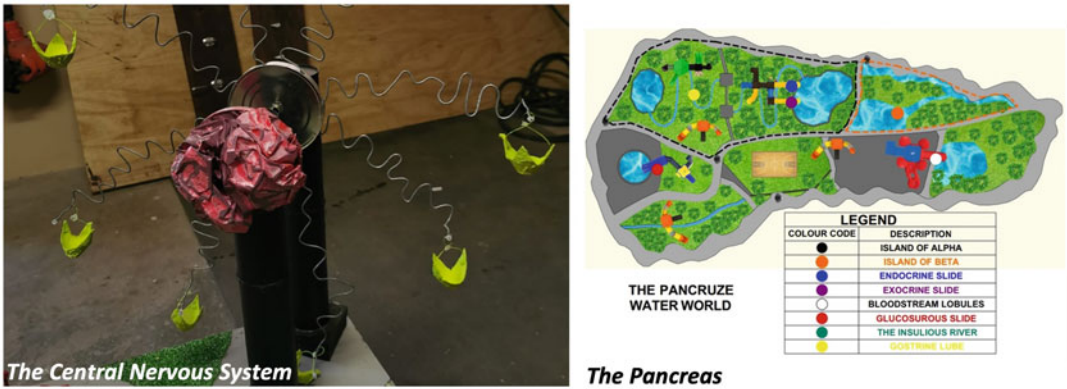 The Central Nervous System
THE PANCRUZE
WATER WORLD
LEGEND
COLOUR CODE DESCRIPTION
ISLAND OF ALPHA
ISLAND OF BETA
ENDOCRINE SLIDE
EXOCRINE SLIDE
BLOODSTREAM LOBULES
GLUCOSUROUS SLIDE
THE INSULIOUS RIVER
GOSTRINE LUBE
The Pancreas